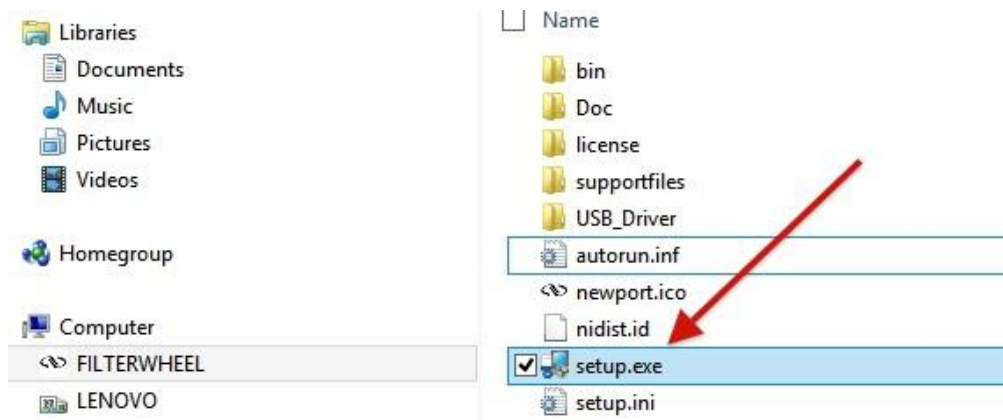 Libraries
Documents
Music
Pictures
Videos
Homegroup
Computer
FILTERWHEEL
LENOVO
Name
bin
Doc
license
supportfiles
USB_Driver
autorun.inf
newport.ico
nidist.id
setup.exe
setup.ini